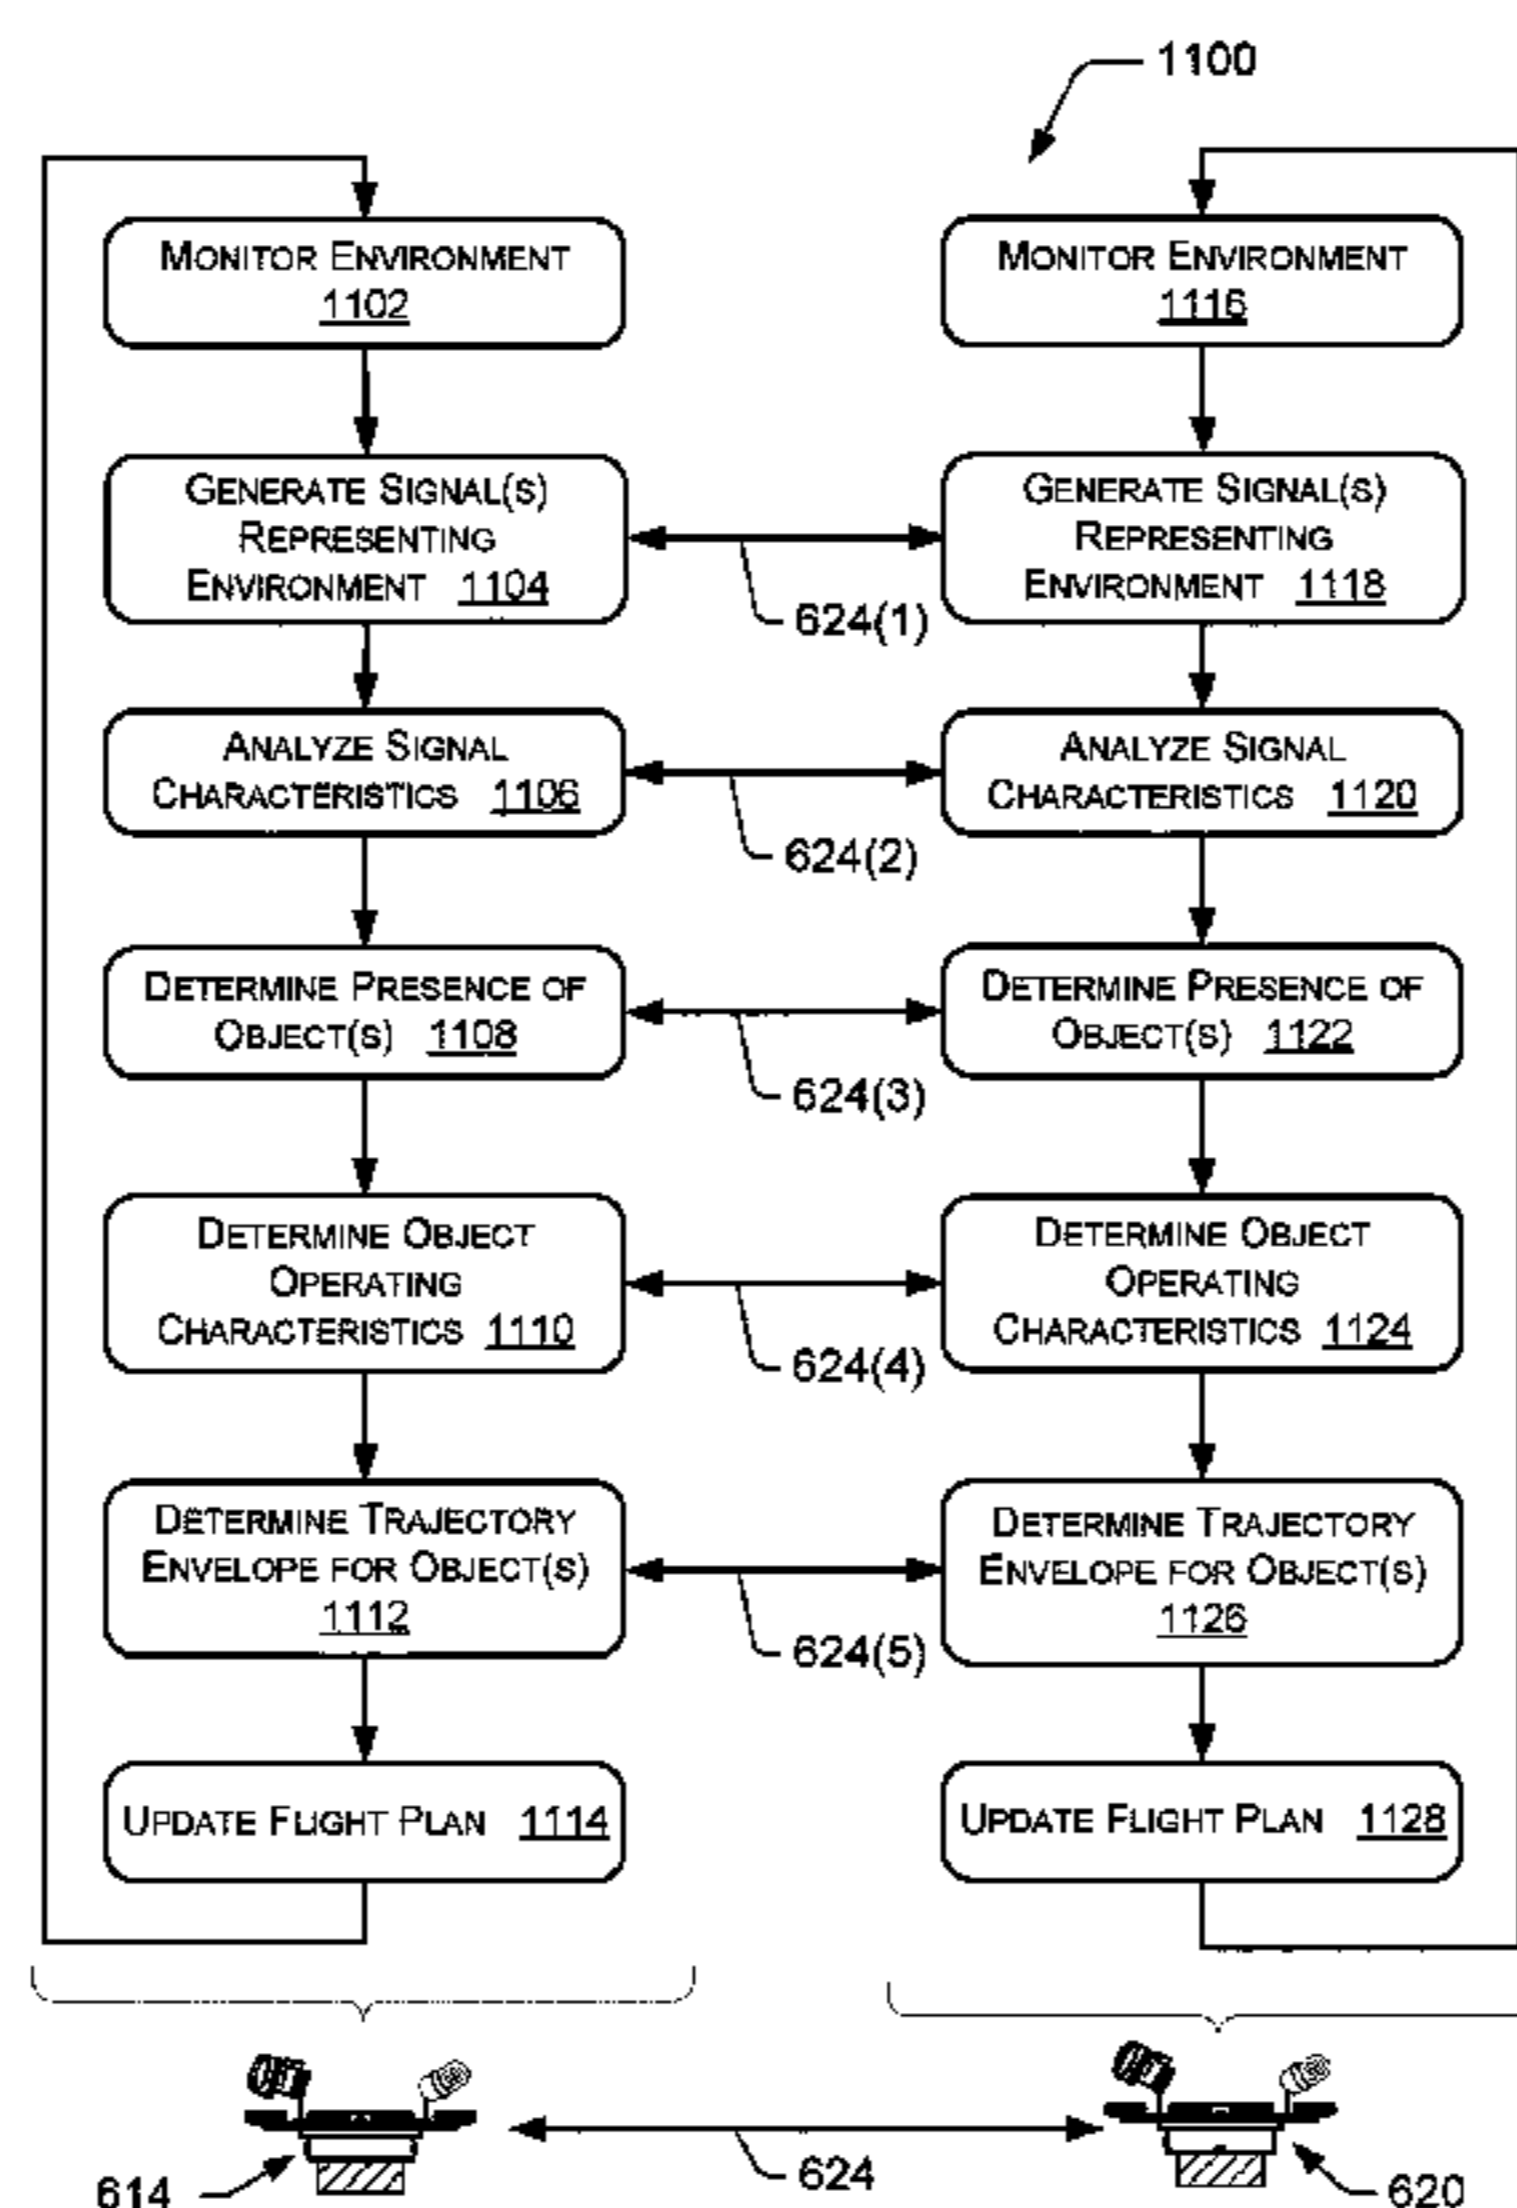 1100
MONITOR ENVIRONMENT
1102
GENERATE SIGNAL(S)
REPRESENTING
ENVIRONMENT 1104
ANALYZE SIGNAL
CHARACTERISTICS 1106
DETERMINE PRESENCE OF
OBJECT(S) 1108
DETERMINE OBJECT
OPERATING
CHARACTERISTICS 1110
DETERMINE TRAJECTORY
ENVELOPE FOR OBJECT(S)
1112
UPDATE FLIGHT PLAN 1114
624(1)
624(2)
624(3)
624(4)
624(5)
MONITOR ENVIRONMENT
1116
GENERATE SIGNAL(S)
REPRESENTING
ENVIRONMENT 1118
ANALYZE SIGNAL
CHARACTERISTICS 1120
DETERMINE PRESENCE OF
OBJECT(S) 1122
DETERMINE OBJECT
OPERATING
CHARACTERISTICS 1124
DETERMINE TRAJECTORY
ENVELOPE FOR OBJECT(S)
1126
UPDATE FLIGHT PLAN 1128
614
624
620